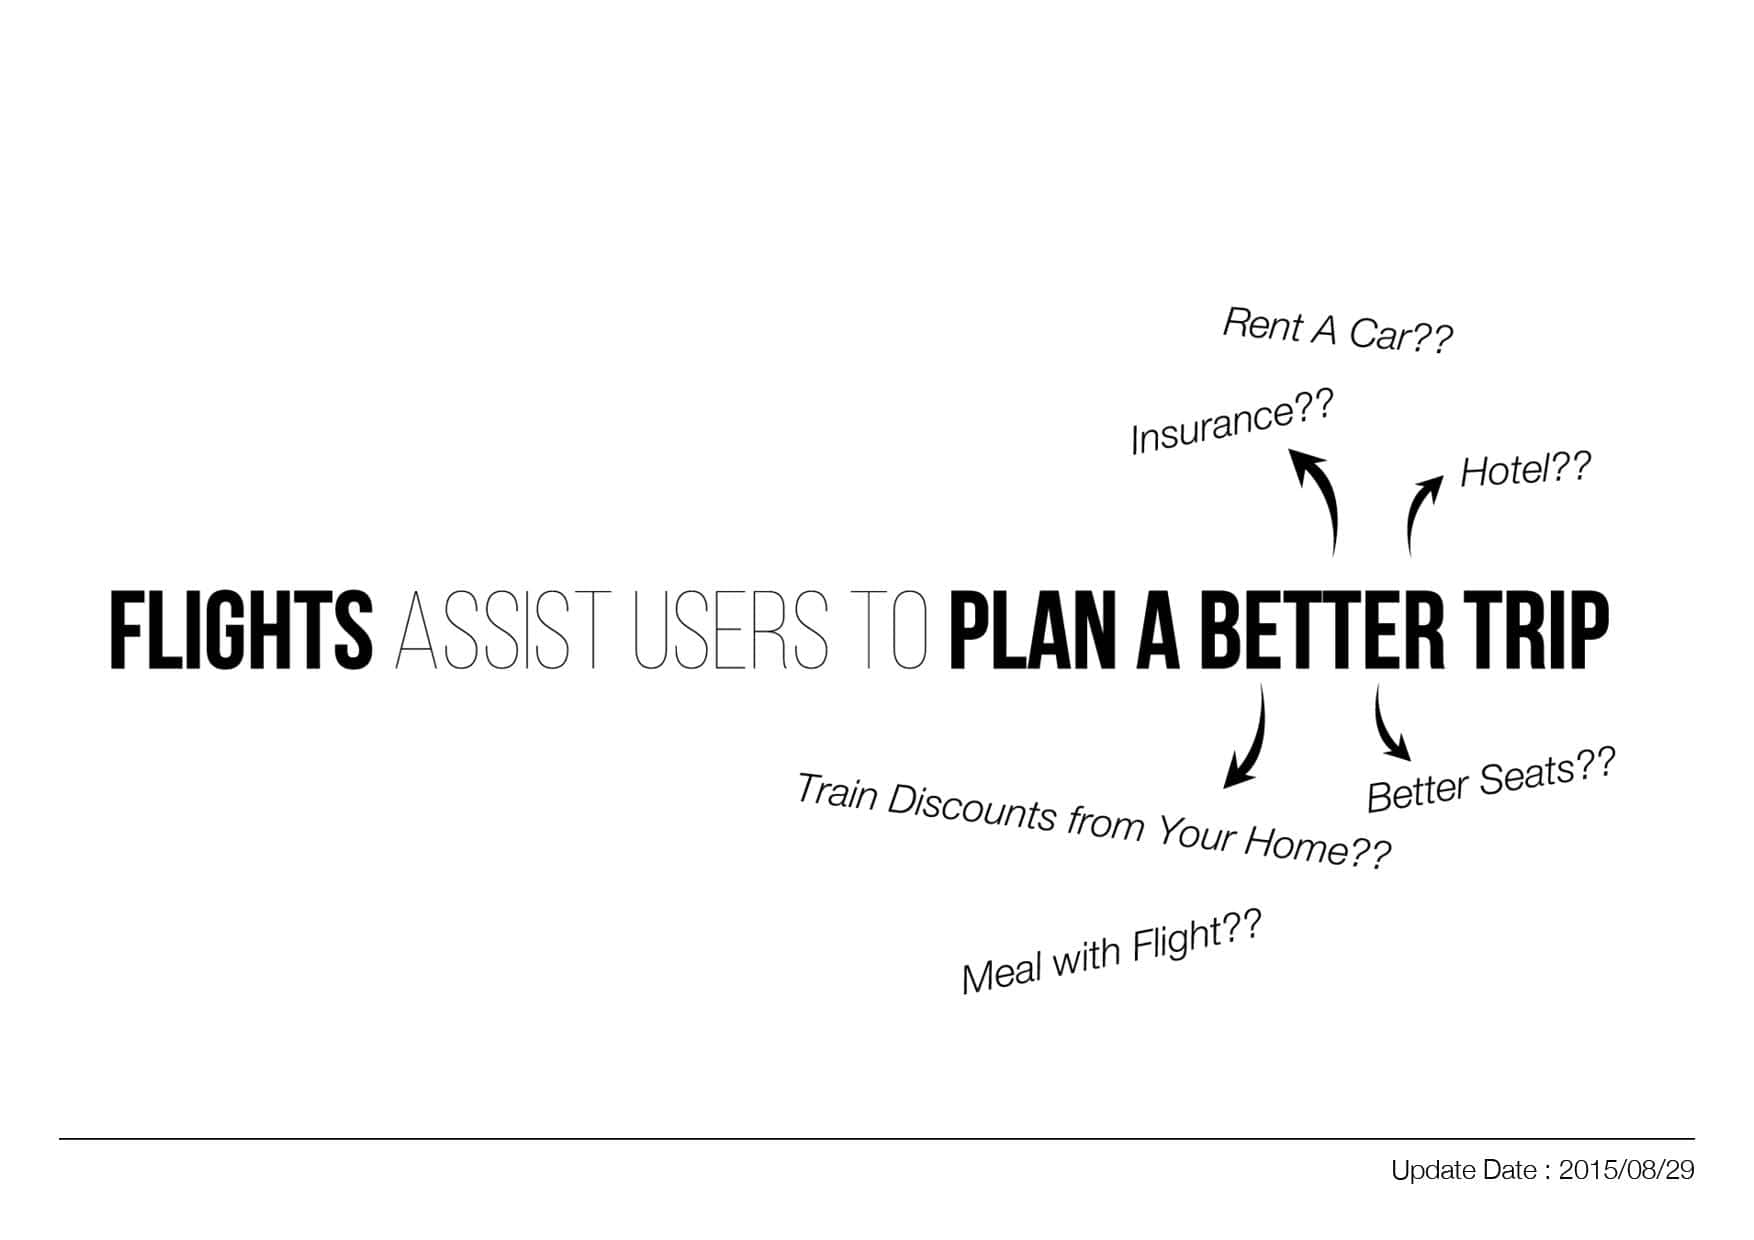 Rent A Car??
Insurance??
Hotel??
FLIGHTS ASSIST USERS TO PLAN A BETTER TRIP
Train Discounts from Your Home??
Better Seats??
Meal with Flight??
Update Date : 2015/08/29